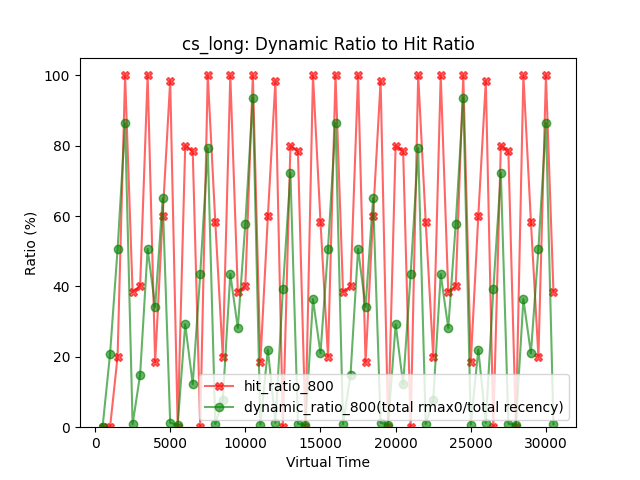 cs_long: Dynamic Ratio to Hit Ratio
Ratio (%)
100
80
60
40
20
0
hit_ratio_800
dynamic_ratio_800(total rmax0/total recency)
0 5000 10000 15000 20000 25000 30000
Virtual Time